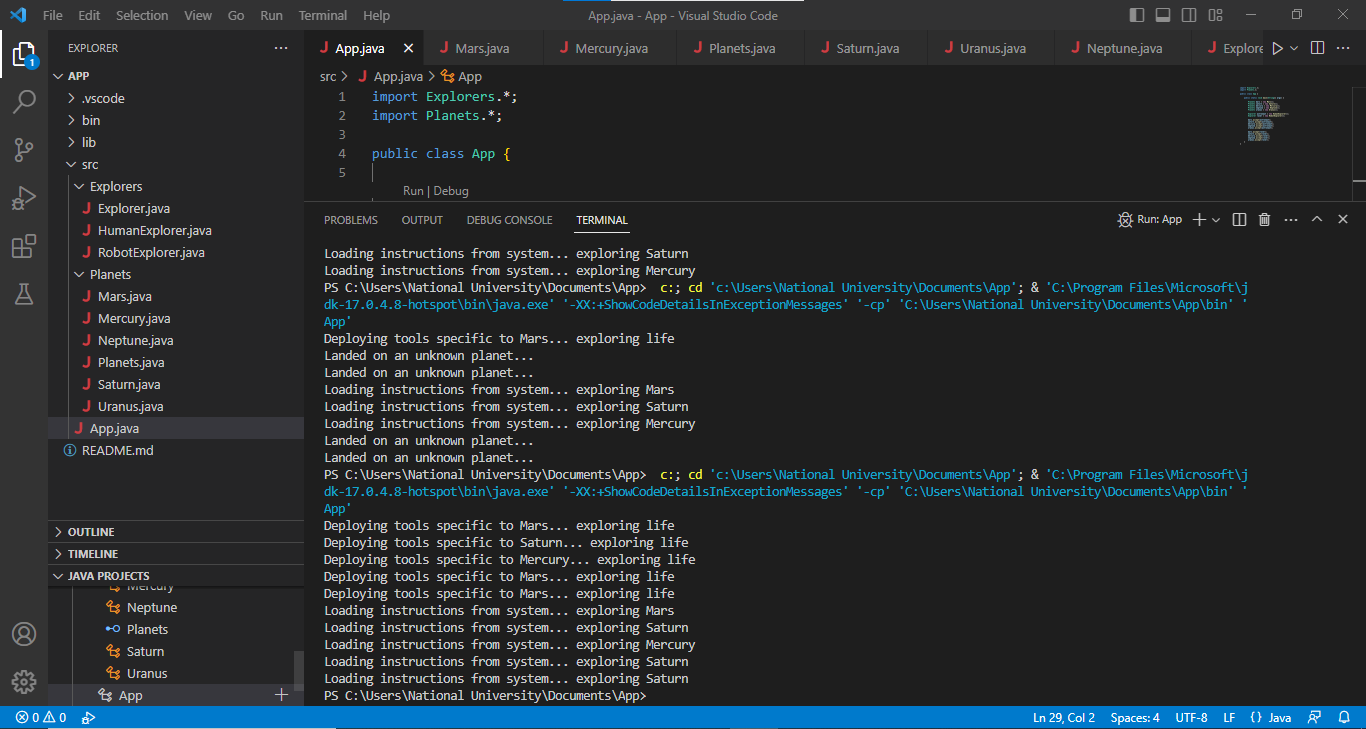 File Edit Selection View Go Run Terminal Help App.java - App - Visual Studio Code
EXPLORER
1
APP
.vscode
bin
lib
src
Explorers
Explorer.java
HumanExplorer.java
RobotExplorer.java
Planets
Mars.java
Mercury.java
Neptune.java
Planets.java
Saturn.java
Uranus.java
App.java
README.md
OUTLINE
TIMELINE
JAVA PROJECTS
Mercury
Neptune
Planets
Saturn
Uranus
App
App.java Mars.java Mercury.java Planets.java Saturn.java Uranus.java Neptune.java Explore
src > App.java > App
1 import Explorers.*;
2 import Planets.*;
3
4 public class App {
5
Run | Debug
PROBLEMS OUTPUT DEBUG CONSOLE TERMINAL Run: App
Loading instructions from system... exploring Saturn
Loading instructions from system... exploring Mercury
PS C:\Users\National University\Documents\App>  c:; cd 'c:\Users\National University\Documents\App'; & 'C:\Program Files\Microsoft\j
dk-17.0.4.8-hotspot\bin\java.exe' '-XX:+ShowCodeDetailsInExceptionMessages' '-cp' 'C:\Users\National University\Documents\App\bin' '
App'
Deploying tools specific to Mars... exploring life
Landed on an unknown planet...
Landed on an unknown planet...
Loading instructions from system... exploring Mars
Loading instructions from system... exploring Saturn
Loading instructions from system... exploring Mercury
Landed on an unknown planet...
Landed on an unknown planet...
PS C:\Users\National University\Documents\App>  c:; cd 'c:\Users\National University\Documents\App'; & 'C:\Program Files\Microsoft\j
dk-17.0.4.8-hotspot\bin\java.exe' '-XX:+ShowCodeDetailsInExceptionMessages' '-cp' 'C:\Users\National University\Documents\App\bin' '
App'
Deploying tools specific to Mars... exploring life
Deploying tools specific to Saturn... exploring life
Deploying tools specific to Mercury... exploring life
Deploying tools specific to Mars... exploring life
Deploying tools specific to Mars... exploring life
Loading instructions from system... exploring Mars
Loading instructions from system... exploring Saturn
Loading instructions from system... exploring Mercury
Loading instructions from system... exploring Saturn
Loading instructions from system... exploring Saturn
PS C:\Users\National University\Documents\App>
0 0 Ln 29, Col 2 Spaces: 4 UTF-8 LF {} Java